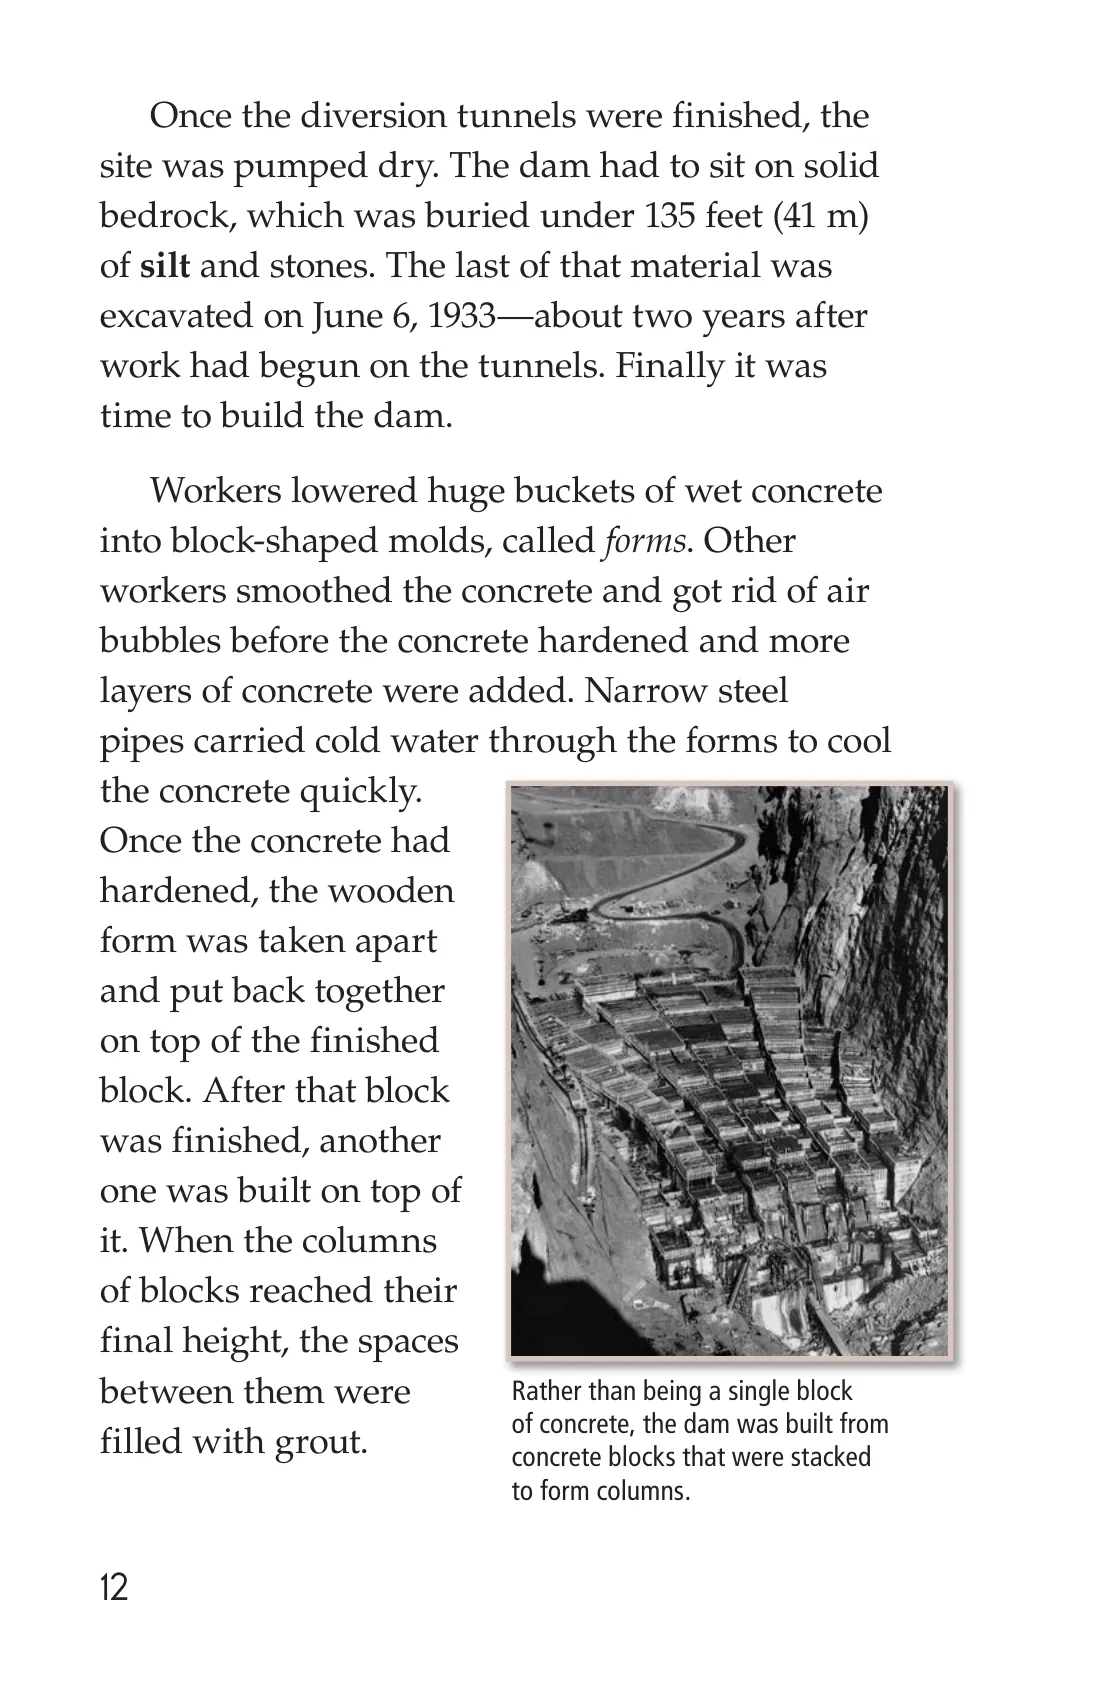 Once the diversion tunnels were finished, the
site was pumped dry. The dam had to sit on solid
bedrock, which was buried under 135 feet (41 m)
of silt and stones. The last of that material was
excavated on June 6, 1933—about two years after
work had begun on the tunnels. Finally it was
time to build the dam.
Workers lowered huge buckets of wet concrete
into block-shaped molds, called forms. Other
workers smoothed the concrete and got rid of air
bubbles before the concrete hardened and more
layers of concrete were added. Narrow steel
pipes carried cold water through the forms to cool
the concrete quickly.
Once the concrete had
hardened, the wooden
form was taken apart
and put back together
on top of the finished
block. After that block
was finished, another
one was built on top of
it. When the columns
of blocks reached their
final height, the spaces
between them were
filled with grout.
Rather than being a single block
of concrete, the dam was built from
concrete blocks that were stacked
to form columns.
12